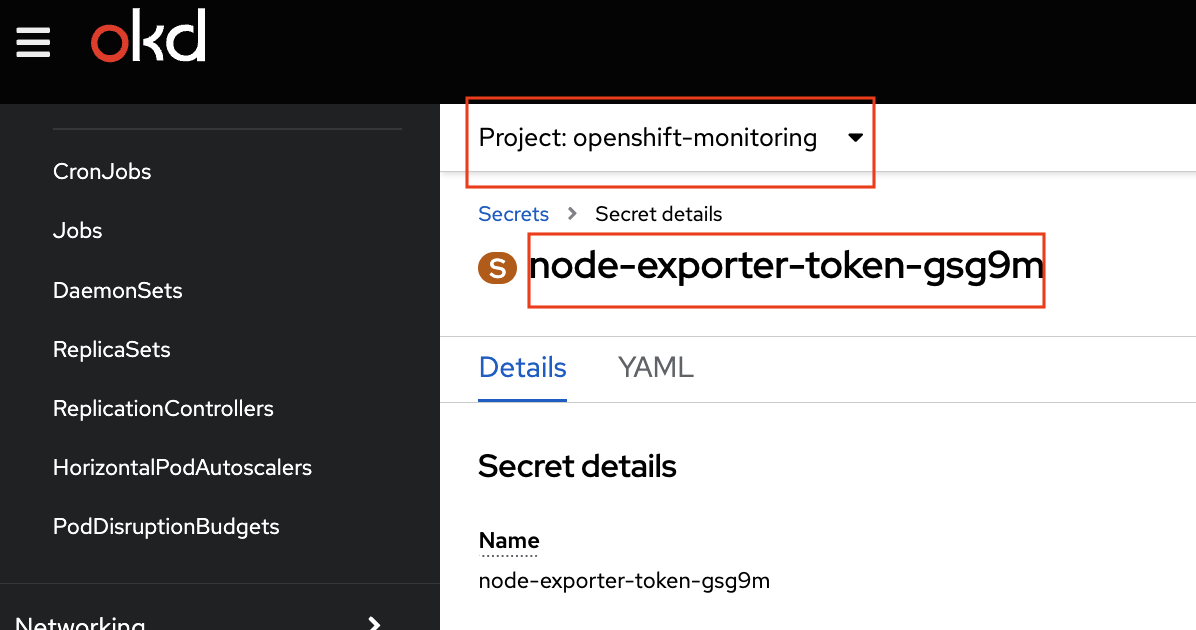 okd
CronJobs
Jobs
DaemonSets
ReplicaSets
ReplicationControllers
HorizontalPodAutoscalers
PodDisruptionBudgets
Networking
Project: openshift-monitoring
Secrets > Secret details
S node-exporter-token-gsg9m
Details YAML
Secret details
Name
node-exporter-token-gsg9m